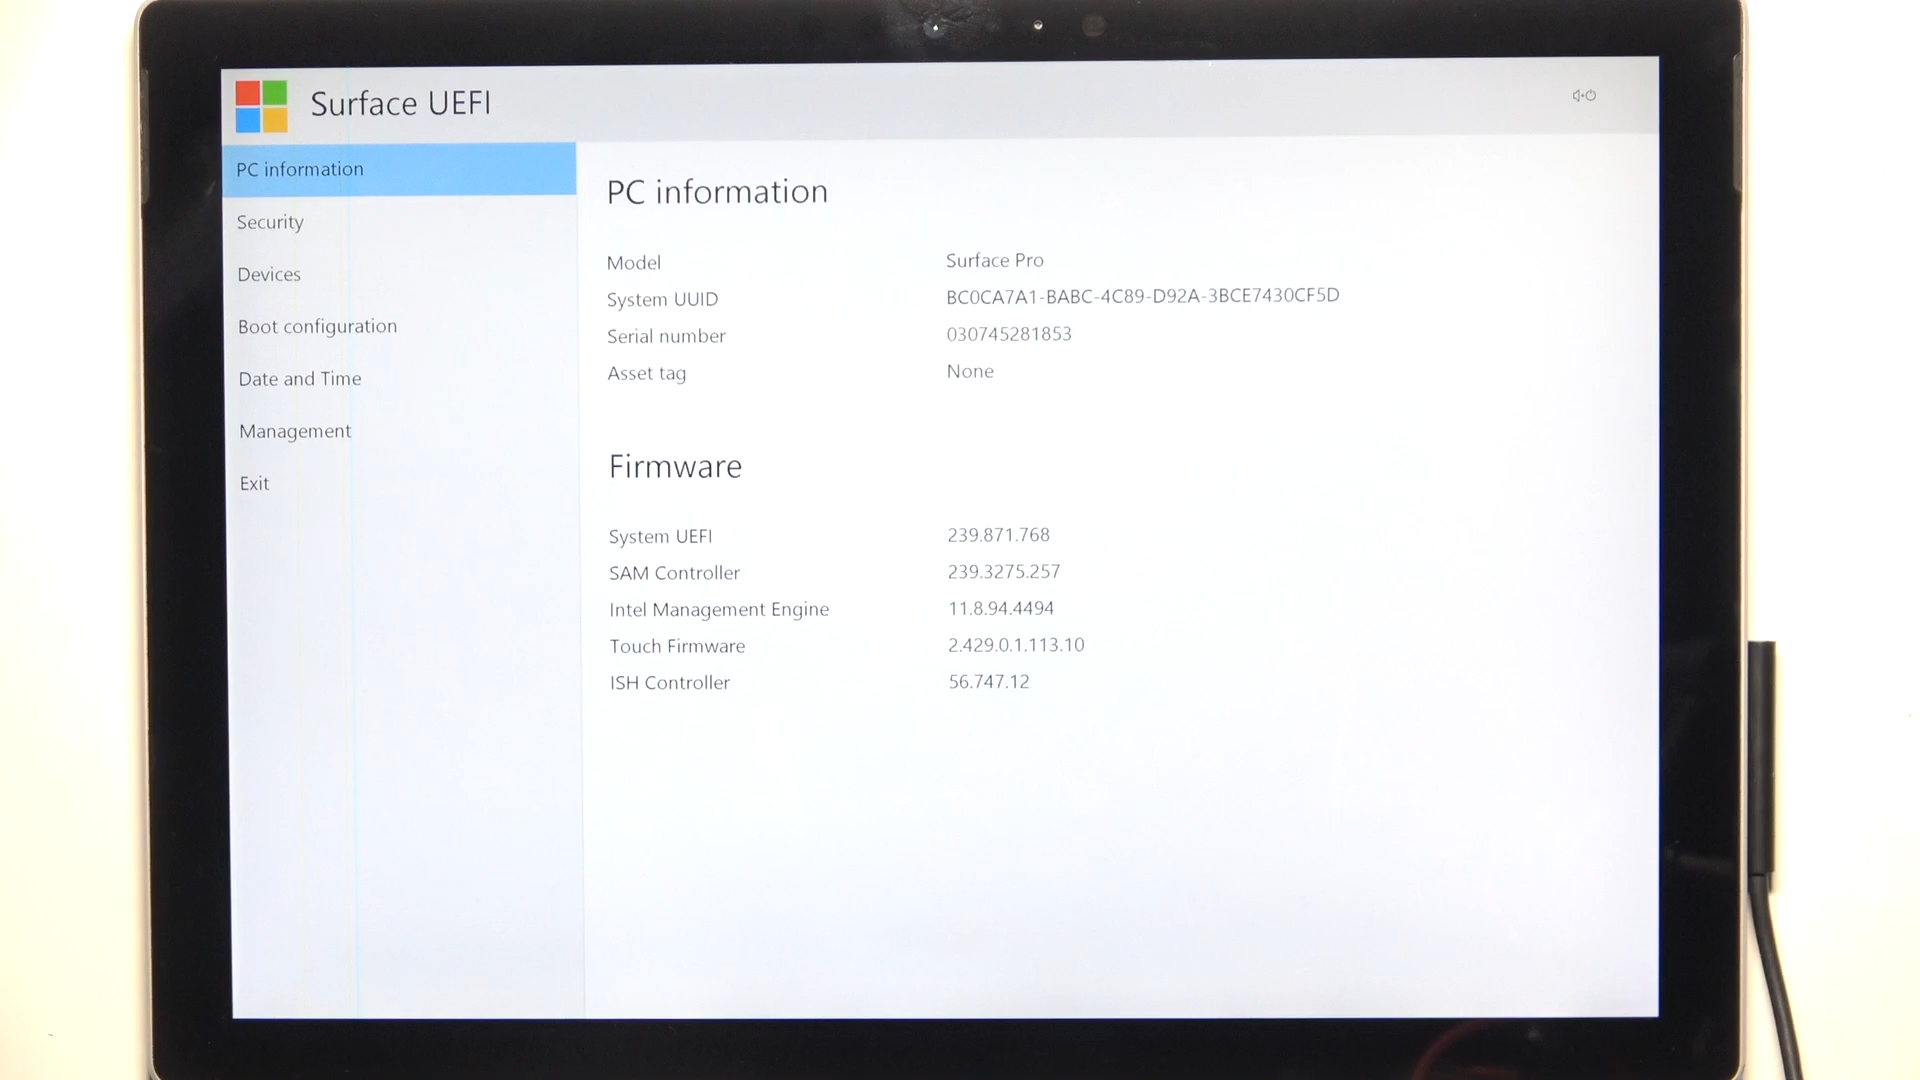 Surface UEFI
PC information
Security
Devices
Boot configuration
Date and Time
Management
Exit
PC information
Model Surface Pro
System UUID BC0CA7A1-BABC-4C89-D92A-3BCE7430CF5D
Serial number 030745281853
Asset tag None
Firmware
System UEFI 239.871.768
SAM Controller 239.3275.257
Intel Management Engine 11.8.94.4494
Touch Firmware 2.429.0.1.113.10
ISH Controller 56.747.12